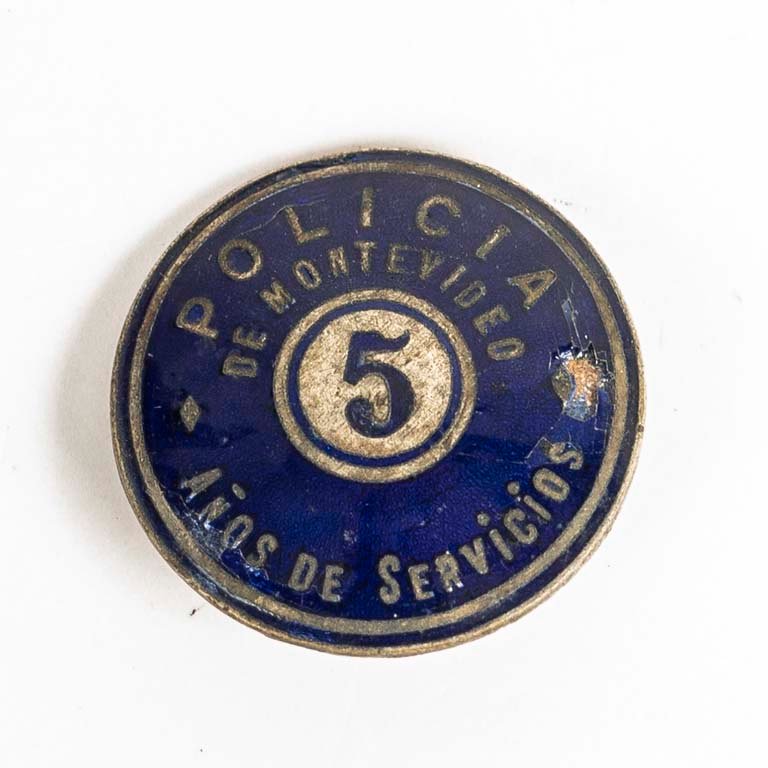 POLICIA
DE MONTEVIDEO
5
AÑOS DE SERVICIOS